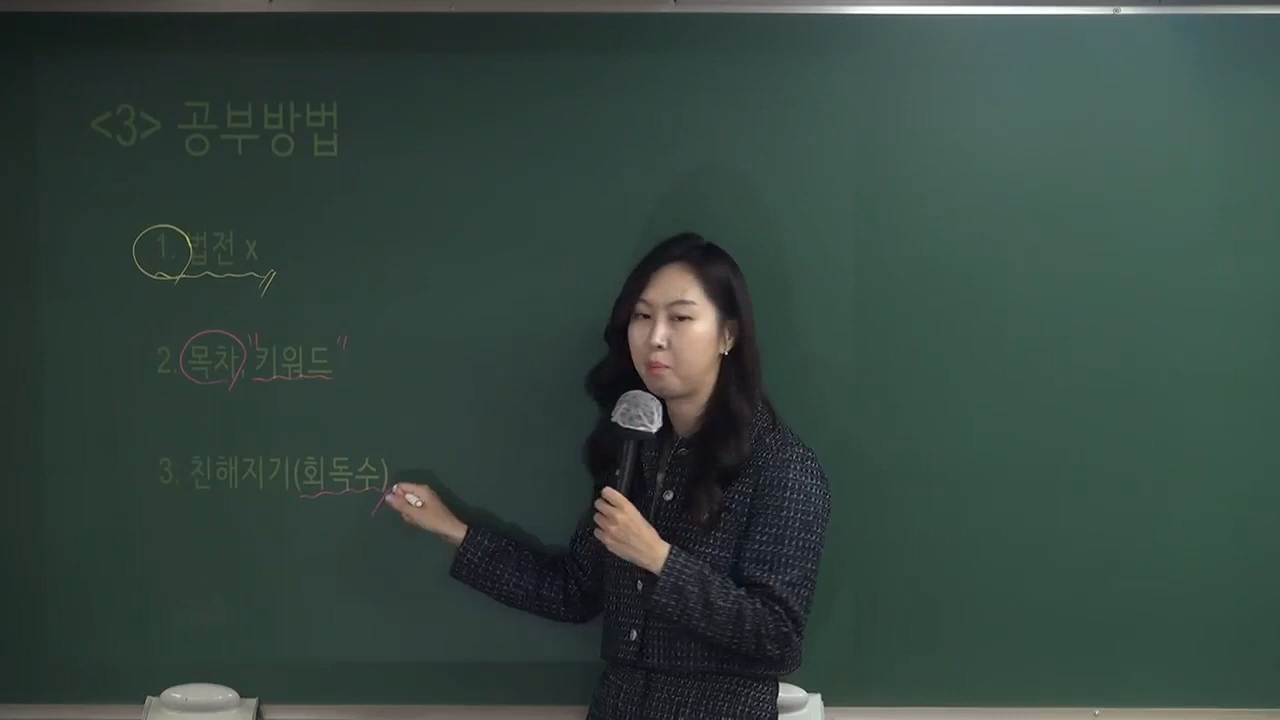 <3> 공부방법
1. 법전 x
2. 목차, "키워드"
3. 친해지기(회독수)